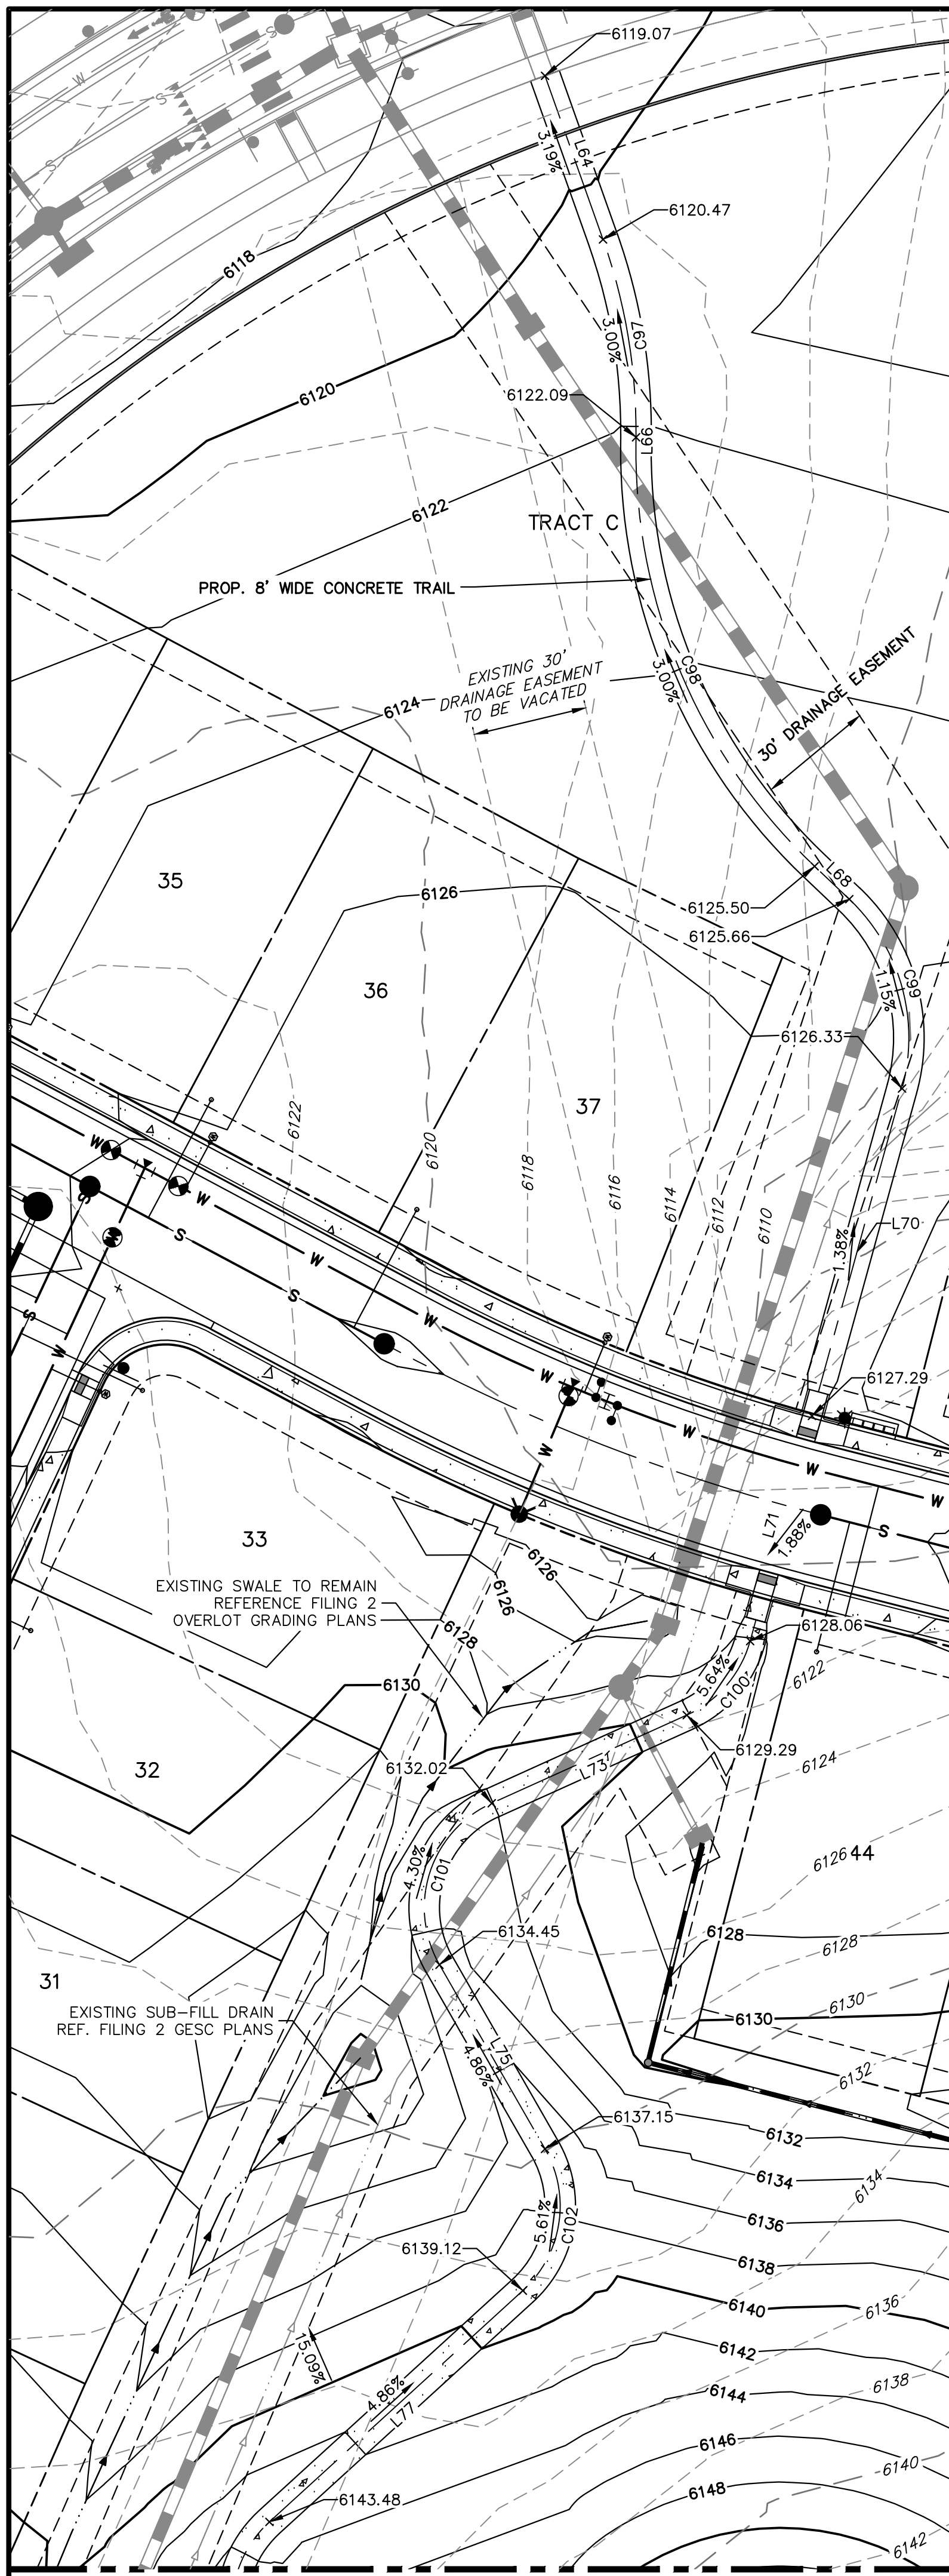 6119.07
S
W
S
S
3.19%
L64
6120.47
6118
3.00%
C97
6120
6122.09
L66
6122
TRACT C
PROP. 8' WIDE CONCRETE TRAIL
EXISTING 30'
DRAINAGE EASEMENT
TO BE VACATED
3.00%
C98
30' DRAINAGE EASEMENT
6124
35
L68
6126
6125.50
6125.66
36
1.15%
C99
6126.33
37
6122
6120
6118
6116
6114
6112
6110
W
W
S
S
W
W
L70
1.38%
S
W
S
W
W
6127.29
W
W
W
W
S
L71
1.88%
33
6126
6126
EXISTING SWALE TO REMAIN
REFERENCE FILING 2
OVERLOT GRADING PLANS
6128
6128.06
5.64%
C100
6122
6130
6129.29
6124
32
6132.02
L73
4.30%
C101
6126
44
6134.45
6128
6128
31
EXISTING SUB-FILL DRAIN
REF. FILING 2 GESC PLANS
6130
6130
L75
4.86%
6132
6137.15
6132
6134
6134
5.61%
C102
6136
6139.12
6138
6140
6136
15.09%
6142
4.86%
L77
6144
6138
6146
6148
6140
6143.48
6142